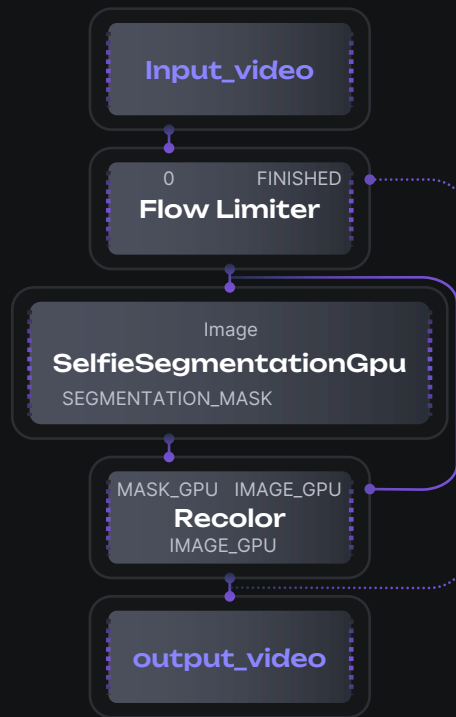 Input_video
0 FINISHED
Flow Limiter
Image
SelfieSegmentationGpu
SEGMENTATION_MASK
MASK_GPU IMAGE_GPU
Recolor
IMAGE_GPU
output_video